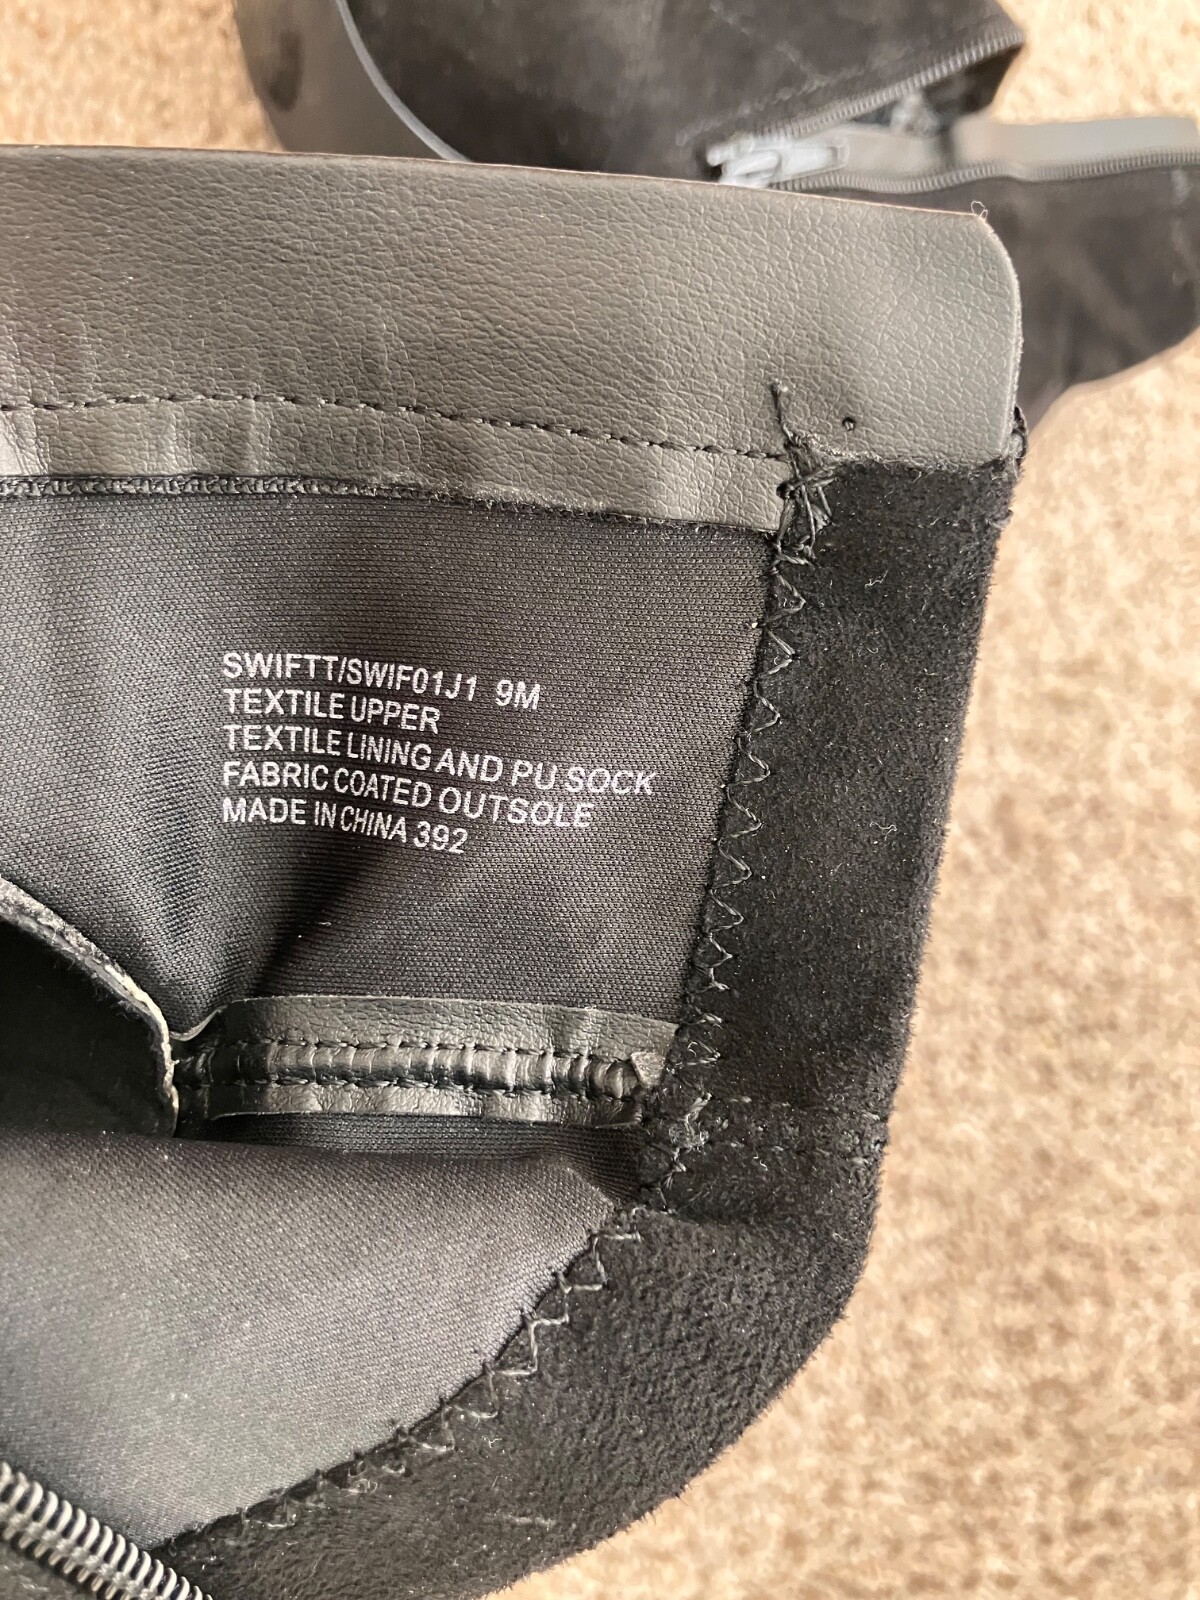 SWIFTT/SWIF01J1 9M
TEXTILE UPPER
TEXTILE LINING AND PU SOCK
FABRIC COATED OUTSOLE
MADE IN CHINA 392